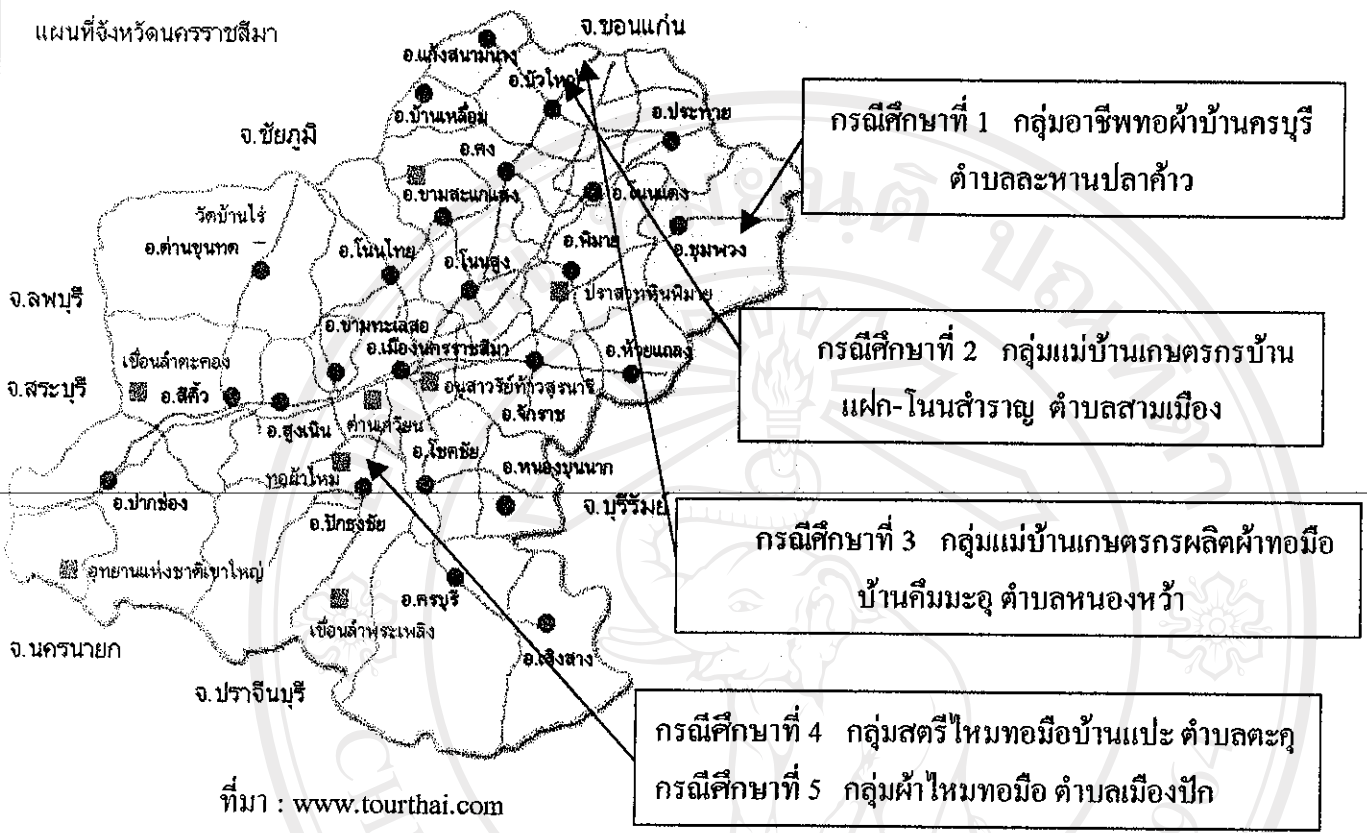 แผนที่จังหวัดนครราชสีมา
จ.ขอนแก่น
อ.แก้งสนามนาง
อ.บัวใหญ่
อ.บ้านเหลื่อม
อ.ประทาย
จ.ชัยภูมิ
อ.คง
อ.ขามสะแกแสง
อ.โนนแดง
วัดบ้านไร่
อ.ด่านขุนทด
อ.โนนไทย
อ.โนนสูง
อ.พิมาย
อ.ชุมพวง
จ.ลพบุรี
ปราสาทหินพิมาย
อ.ขามทะเลสอ
อ.เมืองนครราชสีมา
อ.ห้วยแถลง
เขื่อนลำตะคอง
จ.สระบุรี
อ.สีคิ้ว
อนุสาวรีย์ท้าวสุรนารี
อ.จักราช
อ.สูงเนิน
ด่านเกวียน
อ.โชคชัย
อ.หนองบุนนาก
ทอผ้าไหม
อ.ปากช่อง
อ.ปักธงชัย
จ.บุรีรัมย์
อุทยานแห่งชาติเขาใหญ่
อ.ครบุรี
เขื่อนลำพระเพลิง
จ.นครนายก
อ.เสิงสาง
จ.ปราจีนบุรี
กรณีศึกษาที่ 1 กลุ่มอาชีพทอผ้าบ้านครบุรี
ตำบลละหานปลาค้าว
กรณีศึกษาที่ 2 กลุ่มแม่บ้านเกษตรกรบ้าน
แฝก-โนนสำราญ ตำบลสามเมือง
กรณีศึกษาที่ 3 กลุ่มแม่บ้านเกษตรกรผลิตผ้าทอมือ
บ้านคึมมะอุ ตำบลหนองหว้า
กรณีศึกษาที่ 4 กลุ่มสตรีไหมทอมือบ้านแปะ ตำบลตะคุ
กรณีศึกษาที่ 5 กลุ่มผ้าไหมทอมือ ตำบลเมืองปัก
ที่มา : www.tourthai.com